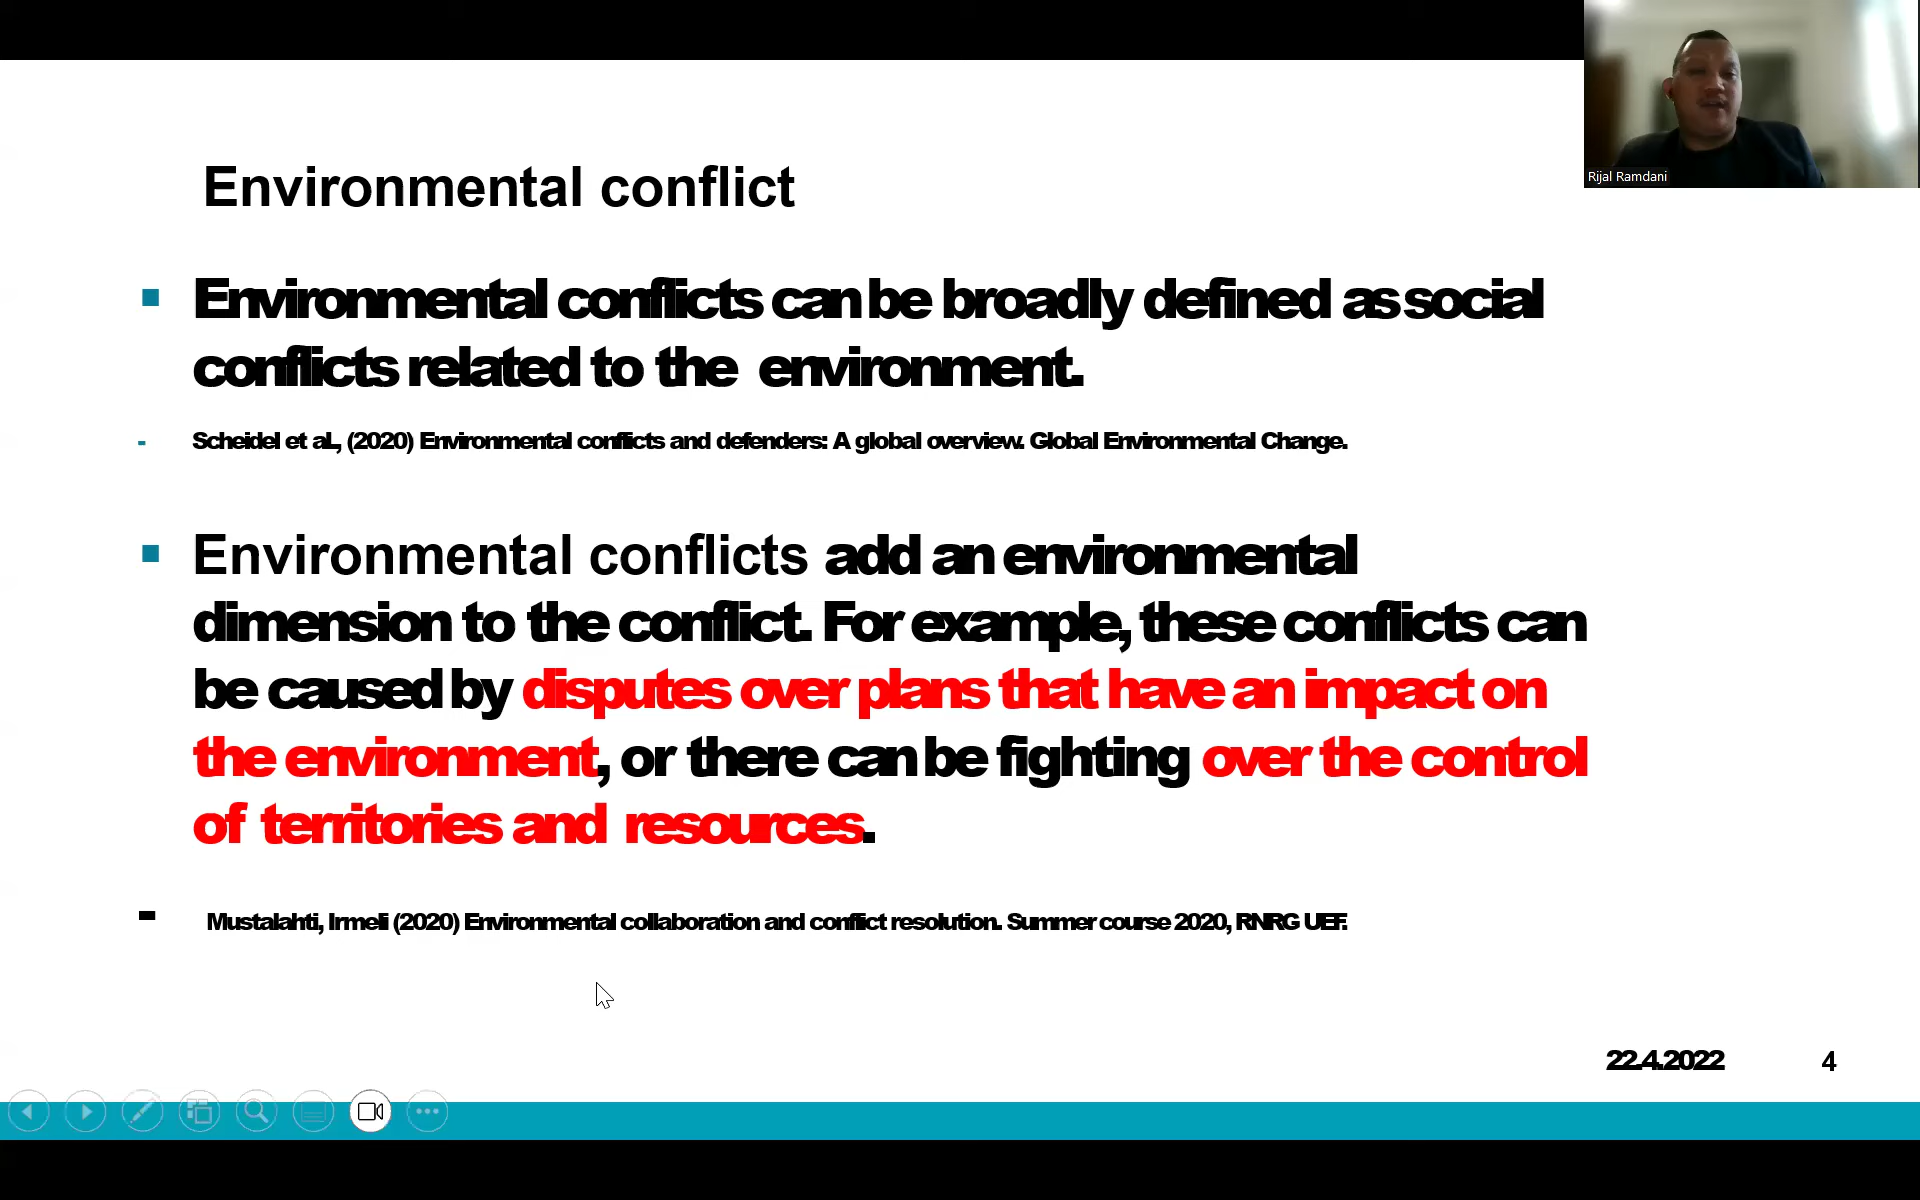 Rijal Ramdani
Environmental conflict
Environmental conflicts can be broadly defined as social
conflicts related to the environment.
- Scheidel et al., (2020) Environmental conflicts and defenders: A global overview. Global Environmental Change.
Environmental conflicts add an environmental
dimension to the conflict. For example, these conflicts can
be caused by disputes over plans that have an impact on
the environment, or there can be fighting over the control
of territories and resources.
- Mustalahti, Irmeli (2020) Environmental collaboration and conflict resolution. Summer course 2020, RNRG UEF.
22.4.2022 4